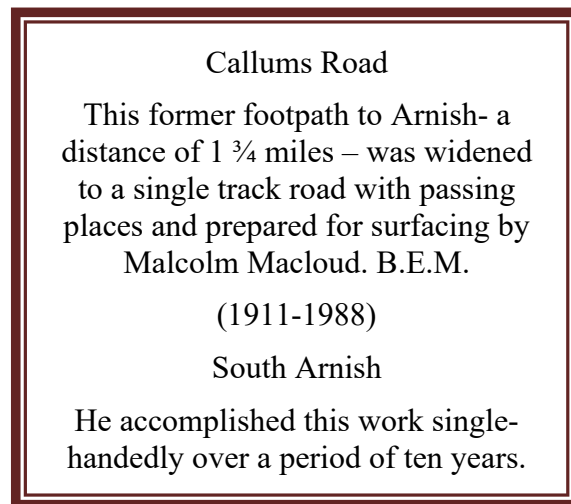 Callums Road
This former footpath to Arnish- a
distance of 1 ¾ miles – was widened
to a single track road with passing
places and prepared for surfacing by
Malcolm Macloud. B.E.M.
(1911-1988)
South Arnish
He accomplished this work single-
handedly over a period of ten years.